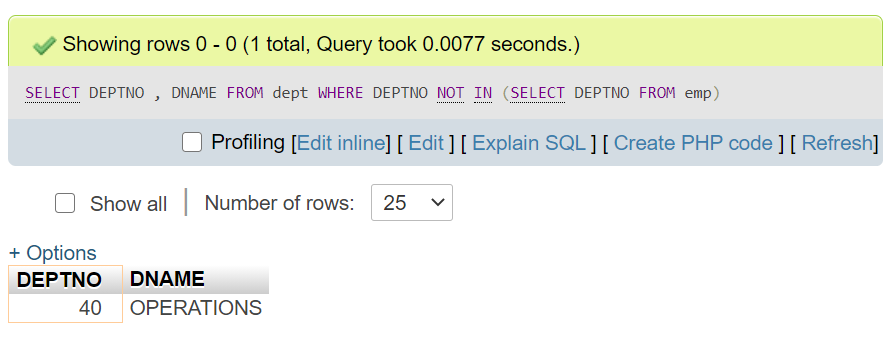 Showing rows 0 - 0 (1 total, Query took 0.0077 seconds.)
SELECT DEPTNO , DNAME FROM dept WHERE DEPTNO NOT IN (SELECT DEPTNO FROM emp)
Profiling [Edit inline] [ Edit ] [ Explain SQL ] [ Create PHP code ] [ Refresh]
Show all | Number of rows: 25
+ Options
DEPTNO DNAME
40 OPERATIONS